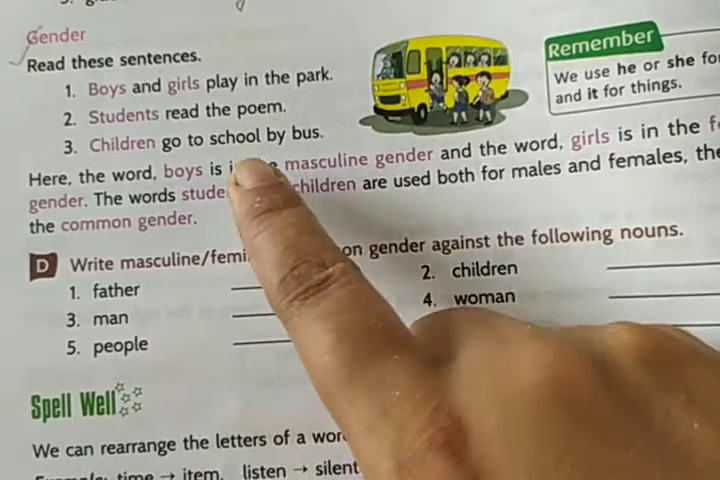 Gender
Read these sentences.
1. Boys and girls play in the park.
2. Students read the poem.
3. Children go to school by bus.
Remember
We use he or she fo
and it for things.
Here, the word, boys is masculine gender and the word, girls is in the f
gender. The words stude children are used both for males and females, the
the common gender.
D Write masculine/femi on gender against the following nouns.
1. father
2. children
3. man
4. woman
5. people
Spell Well
We can rearrange the letters of a wor
Example: time → item, listen → silent